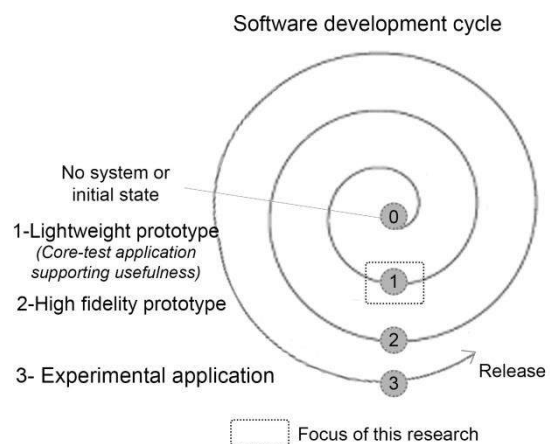 Software development cycle
No system or
initial state
0
1-Lightweight prototype
(Core-test application
supporting usefulness)
1
2-High fidelity prototype
2
3- Experimental application
3
Release
Focus of this research